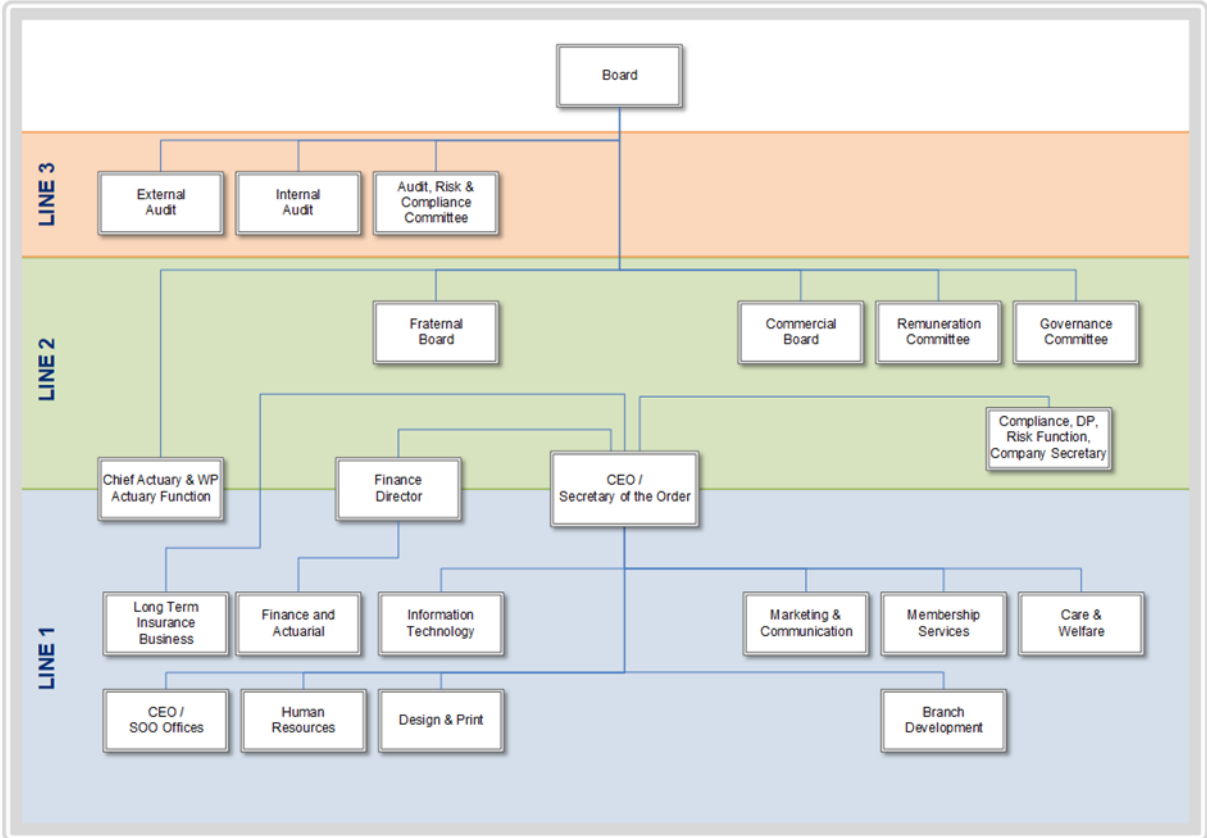 Board
LINE 3
External
Audit
Internal
Audit
Audit, Risk &
Compliance
Committee
LINE 2
Fraternal
Board
Commercial
Board
Remuneration
Committee
Governance
Committee
Compliance, DP,
Risk Function,
Company Secretary
Chief Actuary & WP
Actuary Function
Finance
Director
CEO /
Secretary of the Order
LINE 1
Long Term
Insurance
Business
Finance and
Actuarial
Information
Technology
Marketing &
Communication
Membership
Services
Care &
Welfare
CEO /
SOO Offices
Human
Resources
Design & Print
Branch
Development